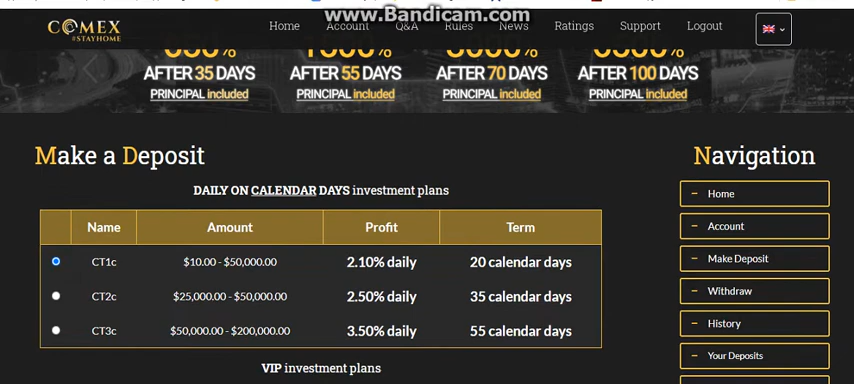 www.Bandicam.com
COMEX
#STAYHOME
Home Account Q&A Rules News Ratings Support Logout
AFTER 35 DAYS AFTER 55 DAYS AFTER 70 DAYS AFTER 100 DAYS
PRINCIPAL included PRINCIPAL included PRINCIPAL included PRINCIPAL included
Make a Deposit
DAILY ON CALENDAR DAYS investment plans
Name Amount Profit Term
CT1c $10.00 - $50,000.00 2.10% daily 20 calendar days
CT2c $25,000.00 - $50,000.00 2.50% daily 35 calendar days
CT3c $50,000.00 - $200,000.00 3.50% daily 55 calendar days
VIP investment plans
Navigation
Home
Account
Make Deposit
Withdraw
History
Your Deposits